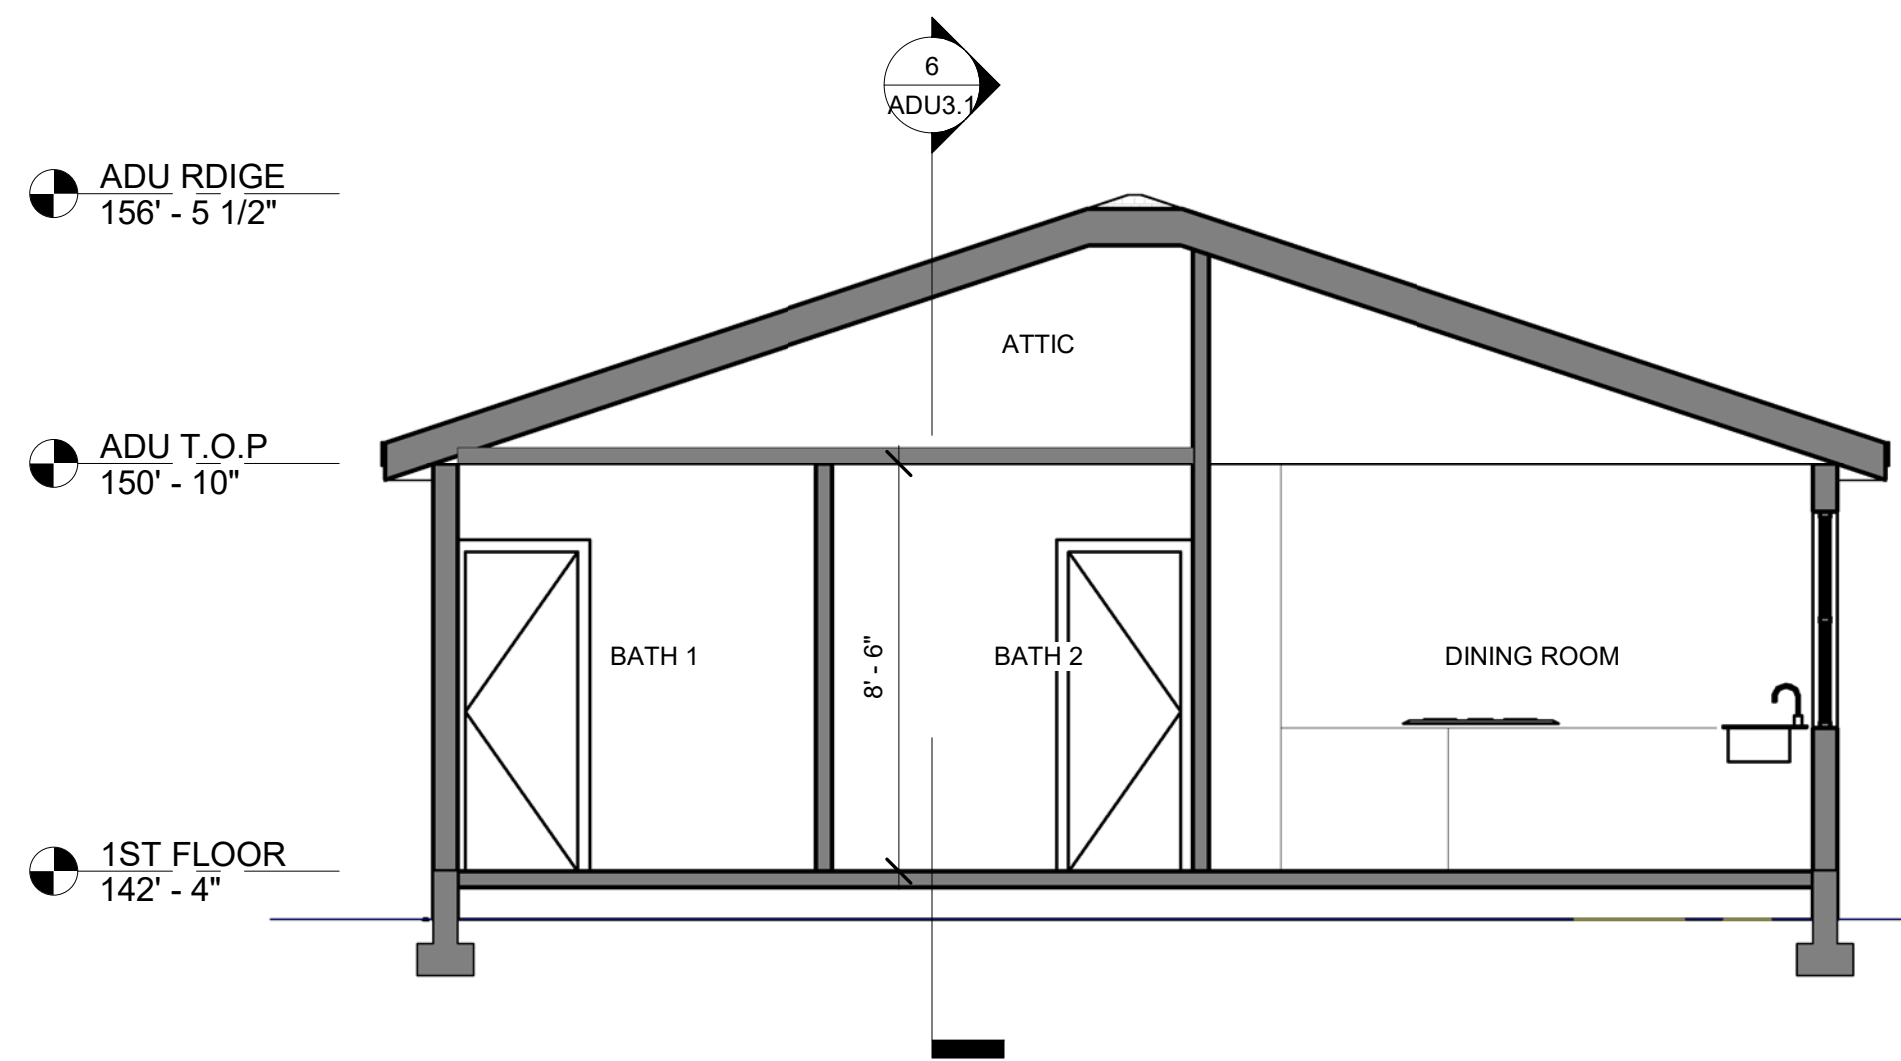 6
ADU3.1
ADU RDIGE
156' - 5 1/2"
ATTIC
ADU T.O.P
150' - 10"
BATH 1
8' - 6"
BATH 2
DINING ROOM
1ST FLOOR
142' - 4"